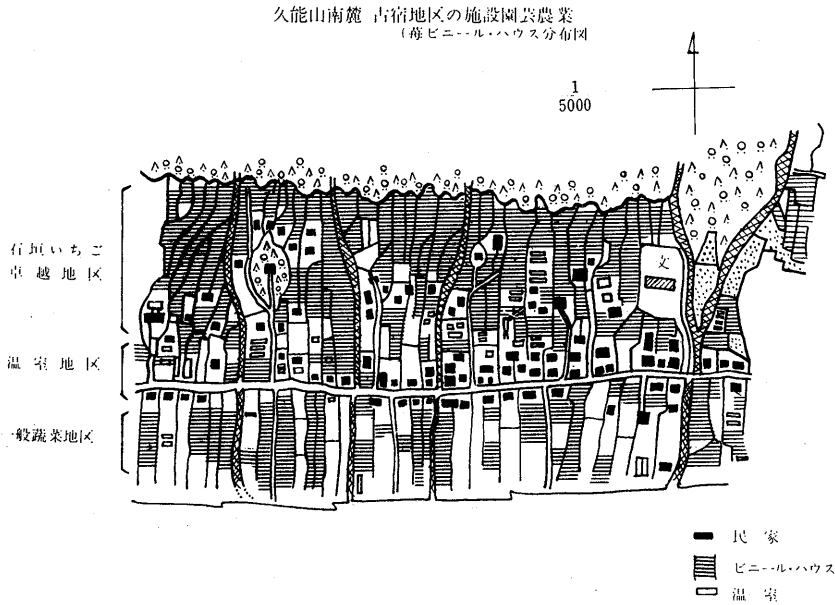 久能山南麓 古宿地区の施設園芸農業
(苺ビニール・ハウス分布図
1
5000
石垣いちご
卓越地区
文
温室地区
一般蔬菜地区
民家
ビニール・ハウス
温室